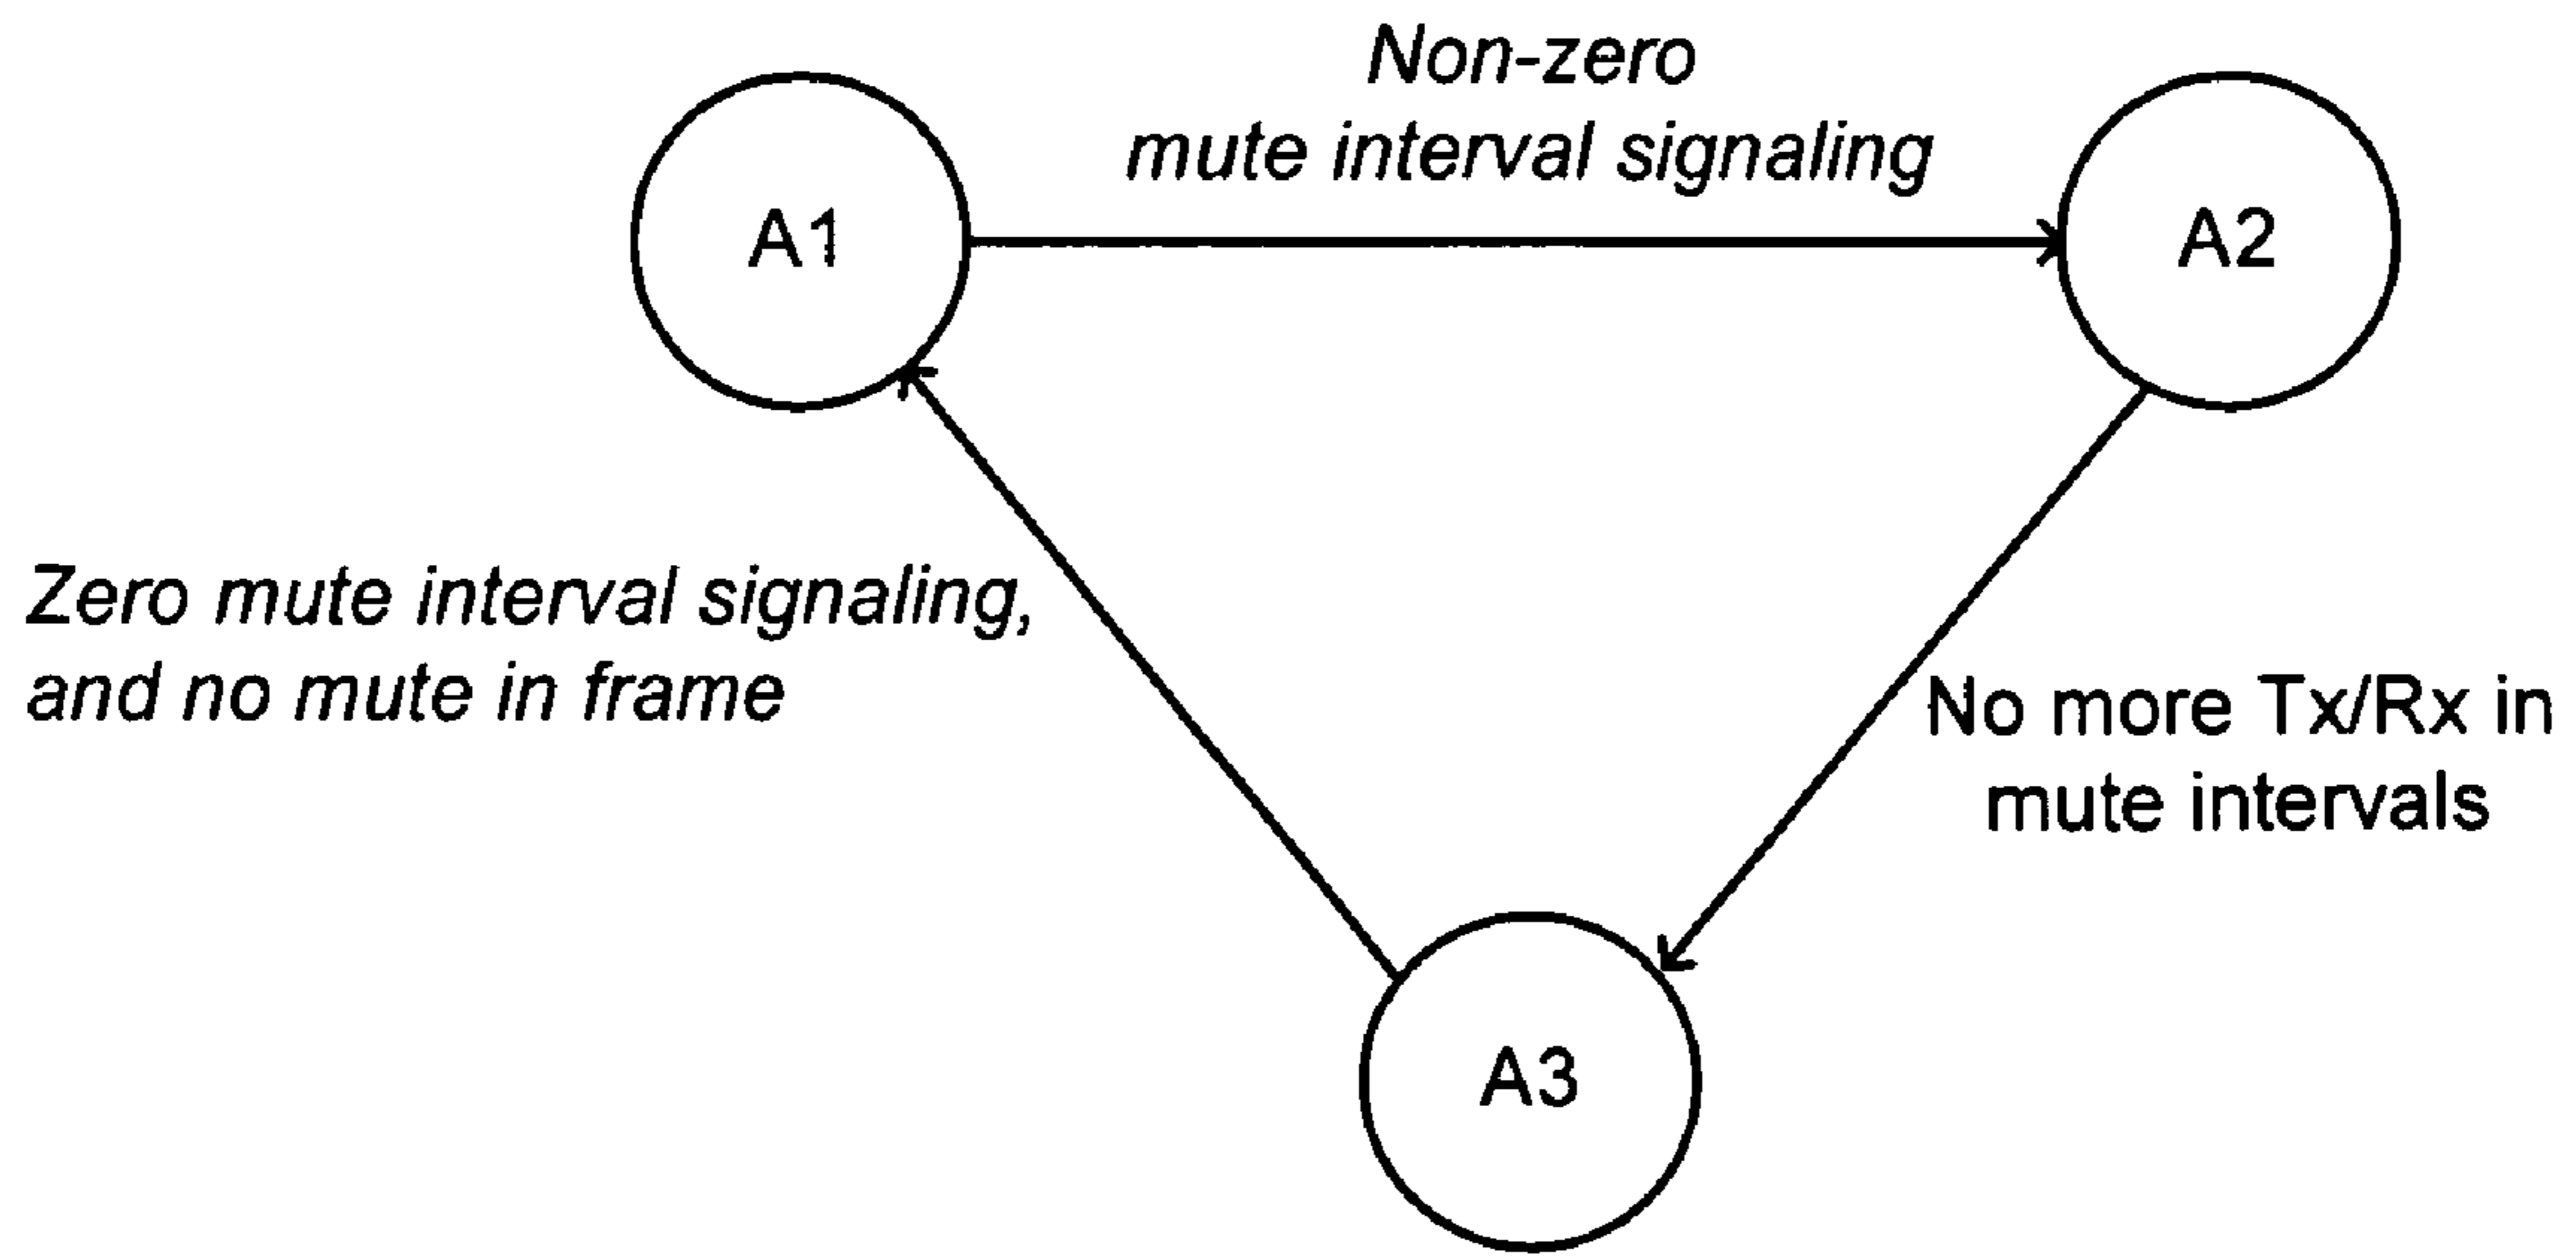 Non-zero
mute interval signaling
A1
A2
Zero mute interval signaling,
and no mute in frame
No more Tx/Rx in
mute intervals
A3